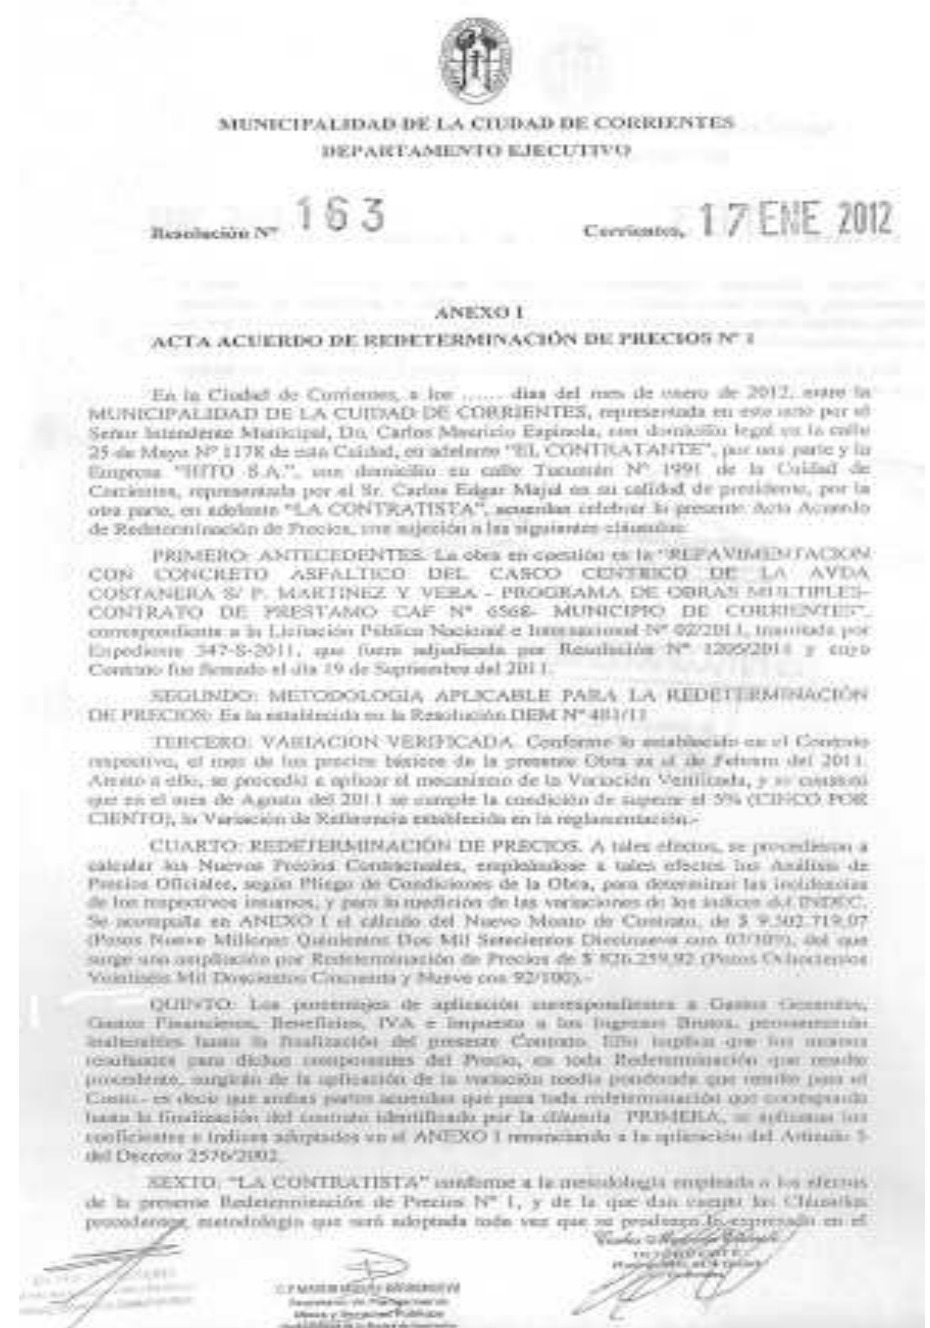 MUNICIPALIDAD DE LA CIUDAD DE CORRIENTES
DEPARTAMENTO EJECUTIVO
Resolución Nº 163 Corrientes, 17 ENE 2012
ANEXO I
ACTA ACUERDO DE REDETERMINACIÓN DE PRECIOS Nº 1
En la Ciudad de Corrientes, a los ...... días del mes de enero de 2012, entre la
MUNICIPALIDAD DE LA CUIDAD DE CORRIENTES, representada en este acto por el
Señor Intendente Municipal, Dn. Carlos Mauricio Espínola, con domicilio legal en la calle
25 de Mayo Nº 1178 de esta Cuidad, en adelante "EL CONTRATANTE", por una parte y la
Empresa "HITO S.A.", con domicilio en calle Tucumán Nº 1991 de la Cuidad de
Corrientes, representada por el Sr. Carlos Edgar Majul en su calidad de presidente, por la
otra parte, en adelante "LA CONTRATISTA", acuerdan celebrar la presente Acta Acuerdo
de Redeterminación de Precios, con sujeción a las siguientes cláusulas:
PRIMERO: ANTECEDENTES. La obra en cuestión es la "REPAVIMENTACION
CON CONCRETO ASFALTICO DEL CASCO CENTRICO DE LA AVDA
COSTANERA S/ P. MARTINEZ Y VERA - PROGRAMA DE OBRAS MULTIPLES-
CONTRATO DE PRESTAMO CAF Nº 6568- MUNICIPIO DE CORRIENTES",
correspondiente a la Licitación Pública Nacional e Internacional Nº 02/2011, tramitada por
Expediente 347-S-2011, que fuera adjudicada por Resolución Nº y cuyo
Contrato fue firmado el día 19 de Septiembre del 2011.
SEGUNDO: METODOLOGIA APLICABLE PARA LA REDETERMINACIÓN
DE PRECIOS: Es la establecida en la Resolución DEM Nº 481/11
TERCERO: VARIACION VERIFICADA. Conforme lo establecido en el Contrato
respectivo, el mes de los precios básicos de la presente Obra es el de Febrero del 2011.
Atento a ello, se procedió a aplicar el mecanismo de la Variación Verificada, y se constató
que en el mes de Agosto del 2011 se cumple la condición de superar el 5% (CINCO POR
CIENTO), la Variación de Referencia establecida en la reglamentación.-
CUARTO: REDETERMINACIÓN DE PRECIOS. A tales efectos, se procedieron a
calcular los Nuevos Precios Contractuales, empleándose a tales efectos los Análisis de
Precios Oficiales, según Pliego de Condiciones de la Obra, para determinar las incidencias
de los respectivos insumos, y para la medición de las variaciones de los índices del INDEC.
Se acompaña en ANEXO I el cálculo del Nuevo Monto de Contrato, de $ 9.502.719,07
(Pesos Nueve Millones Quinientos Dos Mil Setecientos Diecinueve con 07/100), del que
surge una ampliación por Redeterminación de Precios de $ 826.259,92 (Pesos Ochocientos
Veintiséis Mil Doscientos Cincuenta y Nueve con 92/100).-
QUINTO: Los porcentajes de aplicación correspondientes a Gastos Generales,
Gastos Financieros, Beneficios, IVA e Impuesto a los Ingresos Brutos, permanecerán
inalterables hasta la finalización del presente Contrato. Ello implica que los montos
resultantes para dichos componentes del Precio, en toda Redeterminación que resulte
procedente, surgirán de la aplicación de la variación media ponderada que resulte para el
Costo.- es decir que ambas partes acuerdan que para toda redeterminación que corresponda
hasta la finalización del contrato identificado por la cláusula PRIMERA, se aplicaran los
coeficientes e índices adoptados en el ANEXO I renunciando a la aplicación del Artículo 5
del Decreto 2576/2002.
SEXTO: "LA CONTRATISTA" conforme a la metodología empleada a los efectos
de la presente Redeterminación de Precios Nº 1, y de la que dan cuenta las Cláusulas
precedentes, metodología que será adoptada toda vez que se produzca lo expresado en el